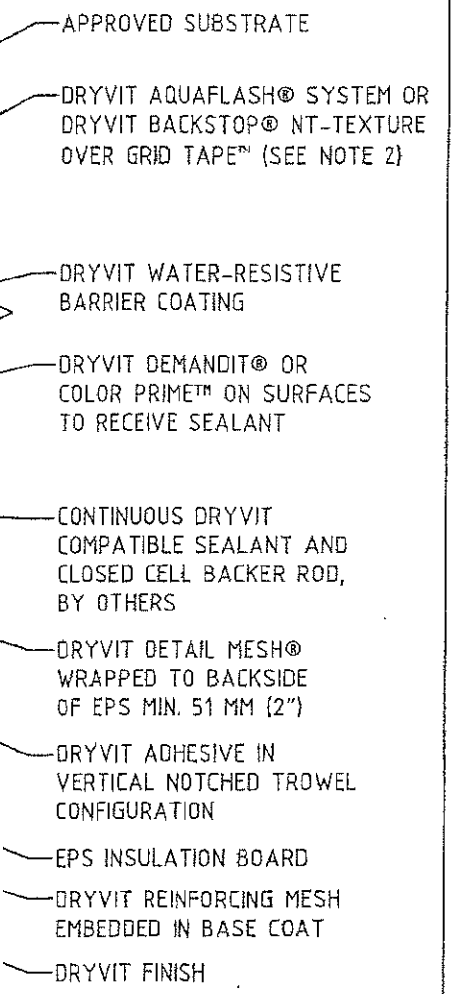 APPROVED SUBSTRATE
DRYVIT AQUAFLASH® SYSTEM OR
DRYVIT BACKSTOP® NT-TEXTURE
OVER GRID TAPE™ (SEE NOTE 2)
DRYVIT WATER-RESISTIVE
BARRIER COATING
DRYVIT DEMANDIT® OR
COLOR PRIME™ ON SURFACES
TO RECEIVE SEALANT
CONTINUOUS DRYVIT
COMPATIBLE SEALANT AND
CLOSED CELL BACKER ROD,
BY OTHERS
DRYVIT DETAIL MESH®
WRAPPED TO BACKSIDE
OF EPS MIN. 51 MM (2")
DRYVIT ADHESIVE IN
VERTICAL NOTCHED TROWEL
CONFIGURATION
EPS INSULATION BOARD
DRYVIT REINFORCING MESH
EMBEDDED IN BASE COAT
DRYVIT FINISH